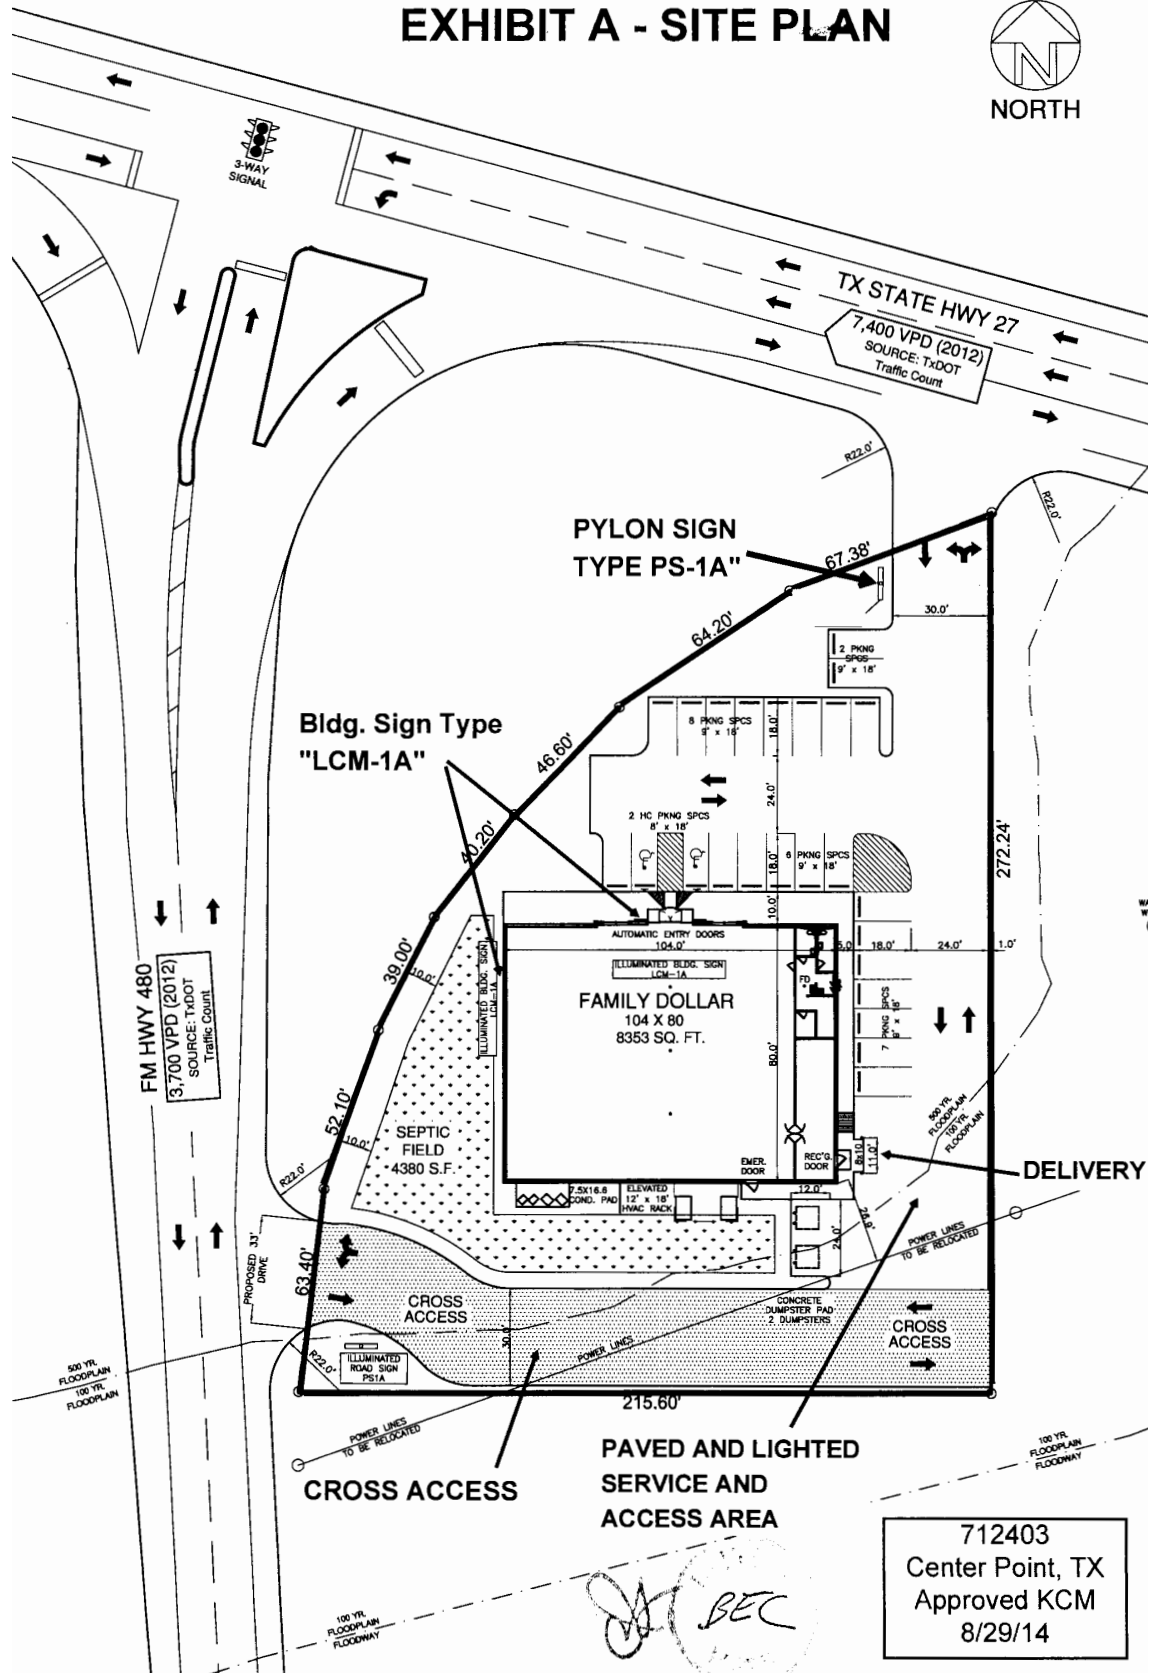 EXHIBIT A - SITE PLAN
NORTH
3-WAY
SIGNAL
TX STATE HWY 27
7,400 VPD (2012)
SOURCE: TxDOT
Traffic Count
R22.0'
R22.0'
PYLON SIGN
TYPE PS-1A"
67.38'
30.0'
64.20'
2 PKNG
SPCS
9' x 18'
Bldg. Sign Type
"LCM-1A"
8 PKNG SPCS
9' x 18'
18.0'
46.60'
24.0'
2 HC PKNG SPCS
8' x 18'
272.24'
40.20'
18.0'
6 PKNG SPCS
9' x 18'
10.0'
AUTOMATIC ENTRY DOORS
104.0'
5.0
18.0'
24.0'
1.0'
FM HWY 480
3,700 VPD (2012)
SOURCE: TxDOT
Traffic Count
39.00'
10.0'
ILLUMINATED BLDG. SIGN
LCM-1A
ILLUMINATED BLDG. SIGN
LCM-1A
FD
FAMILY DOLLAR
104 X 80
8353 SQ. FT.
80.0'
7 PKNG SPCS
9' x 18'
52.10'
10.0'
SEPTIC
FIELD
4380 S.F.
500 YR.
FLOODPLAIN
100 YR.
FLOODPLAIN
EMER.
DOOR
REC'G.
DOOR
8x10
11.0'
DELIVERY
R22.0'
7.5X16.6
COND. PAD
ELEVATED
12' x 18'
HVAC RACK
12.0'
24.0'
26.9'
POWER LINES
TO BE RELOCATED
PROPOSED 33'
DRIVE
63.40'
CROSS
ACCESS
CONCRETE
DUMPSTER PAD
2 DUMPSTERS
CROSS
ACCESS
30.0'
POWER LINES
R22.0'
ILLUMINATED
ROAD SIGN
PS1A
500 YR.
FLOODPLAIN
100 YR.
FLOODPLAIN
215.60'
POWER LINES
TO BE RELOCATED
CROSS ACCESS
PAVED AND LIGHTED
SERVICE AND
ACCESS AREA
100 YR.
FLOODPLAIN
FLOODWAY
100 YR.
FLOODPLAIN
FLOODWAY
BEC
712403
Center Point, TX
Approved KCM
8/29/14